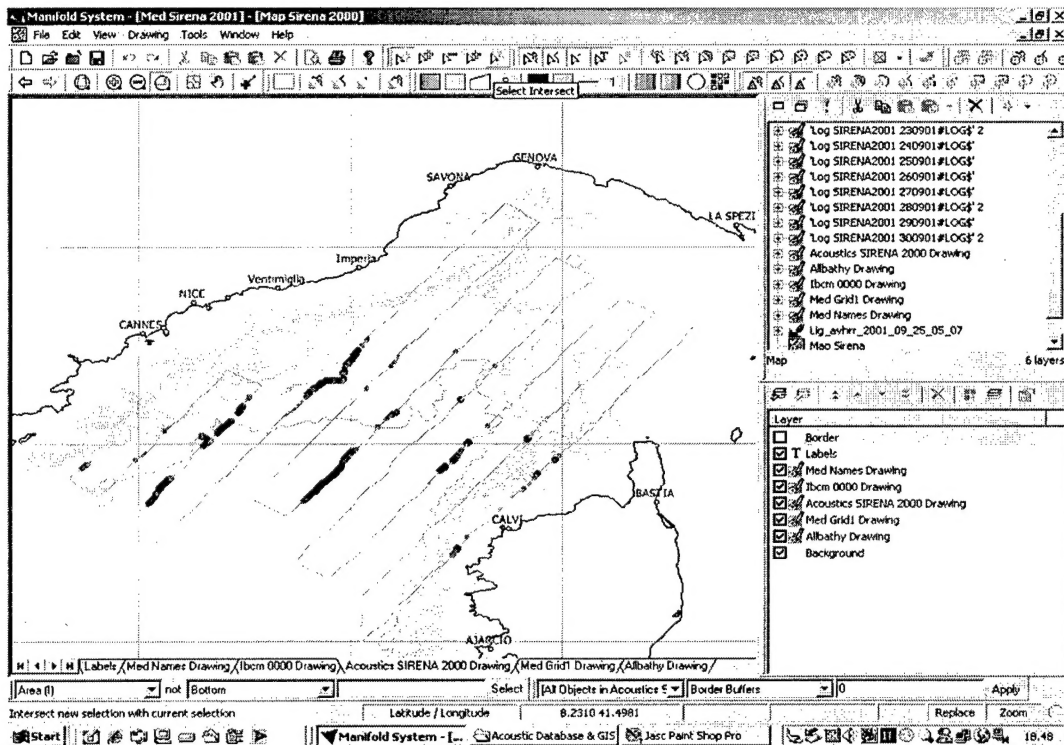 Manifold System - [Med Sirena 2001] - [Map Sirena 2000]
File Edit View Drawing Tools Window Help
Select Intersect
GENOVA
SAVONA
LA SPEZI
Imperia
Ventimiglia
NICE
CANNES
BASTIA
CALVI
AJACCIO
'Log SIRENA2001 230901#LOG$' 2
'Log SIRENA2001 240901#LOG$'
'Log SIRENA2001 250901#LOG$'
'Log SIRENA2001 260901#LOG$'
'Log SIRENA2001 270901#LOG$'
'Log SIRENA2001 280901#LOG$' 2
'Log SIRENA2001 290901#LOG$'
'Log SIRENA2001 300901#LOG$' 2
Acoustics SIRENA 2000 Drawing
Allbathy Drawing
Ibcm 0000 Drawing
Med Grid1 Drawing
Med Names Drawing
Lig_avhrr_2001_09_25_05_07
Map Sirena
Map 6 layers
Layer
Border
T Labels
Med Names Drawing
Ibcm 0000 Drawing
Acoustics SIRENA 2000 Drawing
Med Grid1 Drawing
Allbathy Drawing
Background
Labels / Med Names Drawing / Ibcm 0000 Drawing / Acoustics SIRENA 2000 Drawing / Med Grid1 Drawing / Allbathy Drawing /
Area (I) not Bottom Select [All Objects in Acoustics S Border Buffers 0 Apply
Intersect new selection with current selection Latitude / Longitude 8.2310 41.4981 Replace Zoom
Start Manifold System - [... Acoustic Database & GIS Jasc Paint Shop Pro 18.48